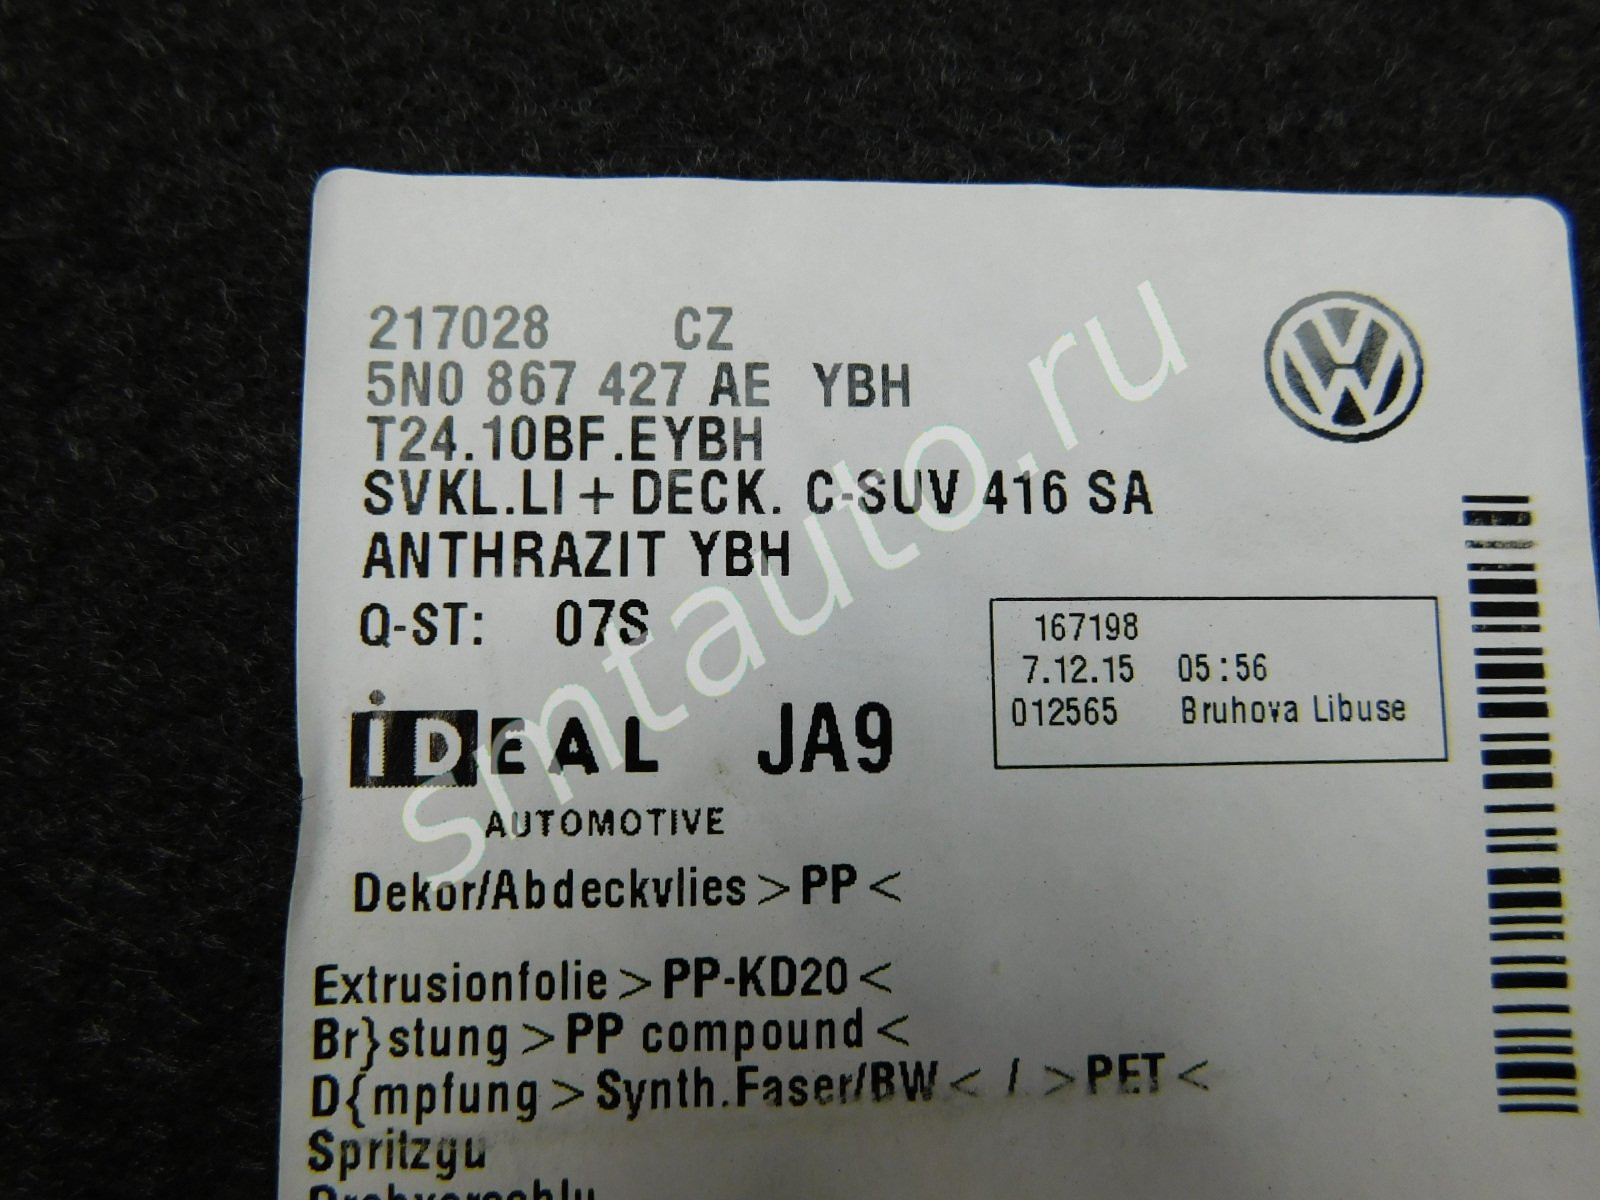 217028 CZ
5N0 867 427 AE YBH
T24.10BF.EYBH
SVKL.LI+DECK. C-SUV 416 SA
ANTHRAZIT YBH
Q-ST: 07S
167198
7.12.15 05:56
012565 Bruhova Libuse
iDEAL JA9
AUTOMOTIVE
Dekor/Abdeckvlies >PP<
Extrusionfolie >PP-KD20<
Br}stung >PP compound<
D{mpfung >Synth.Faser/BW< / >PET<
Spritzgu
smtauto.ru